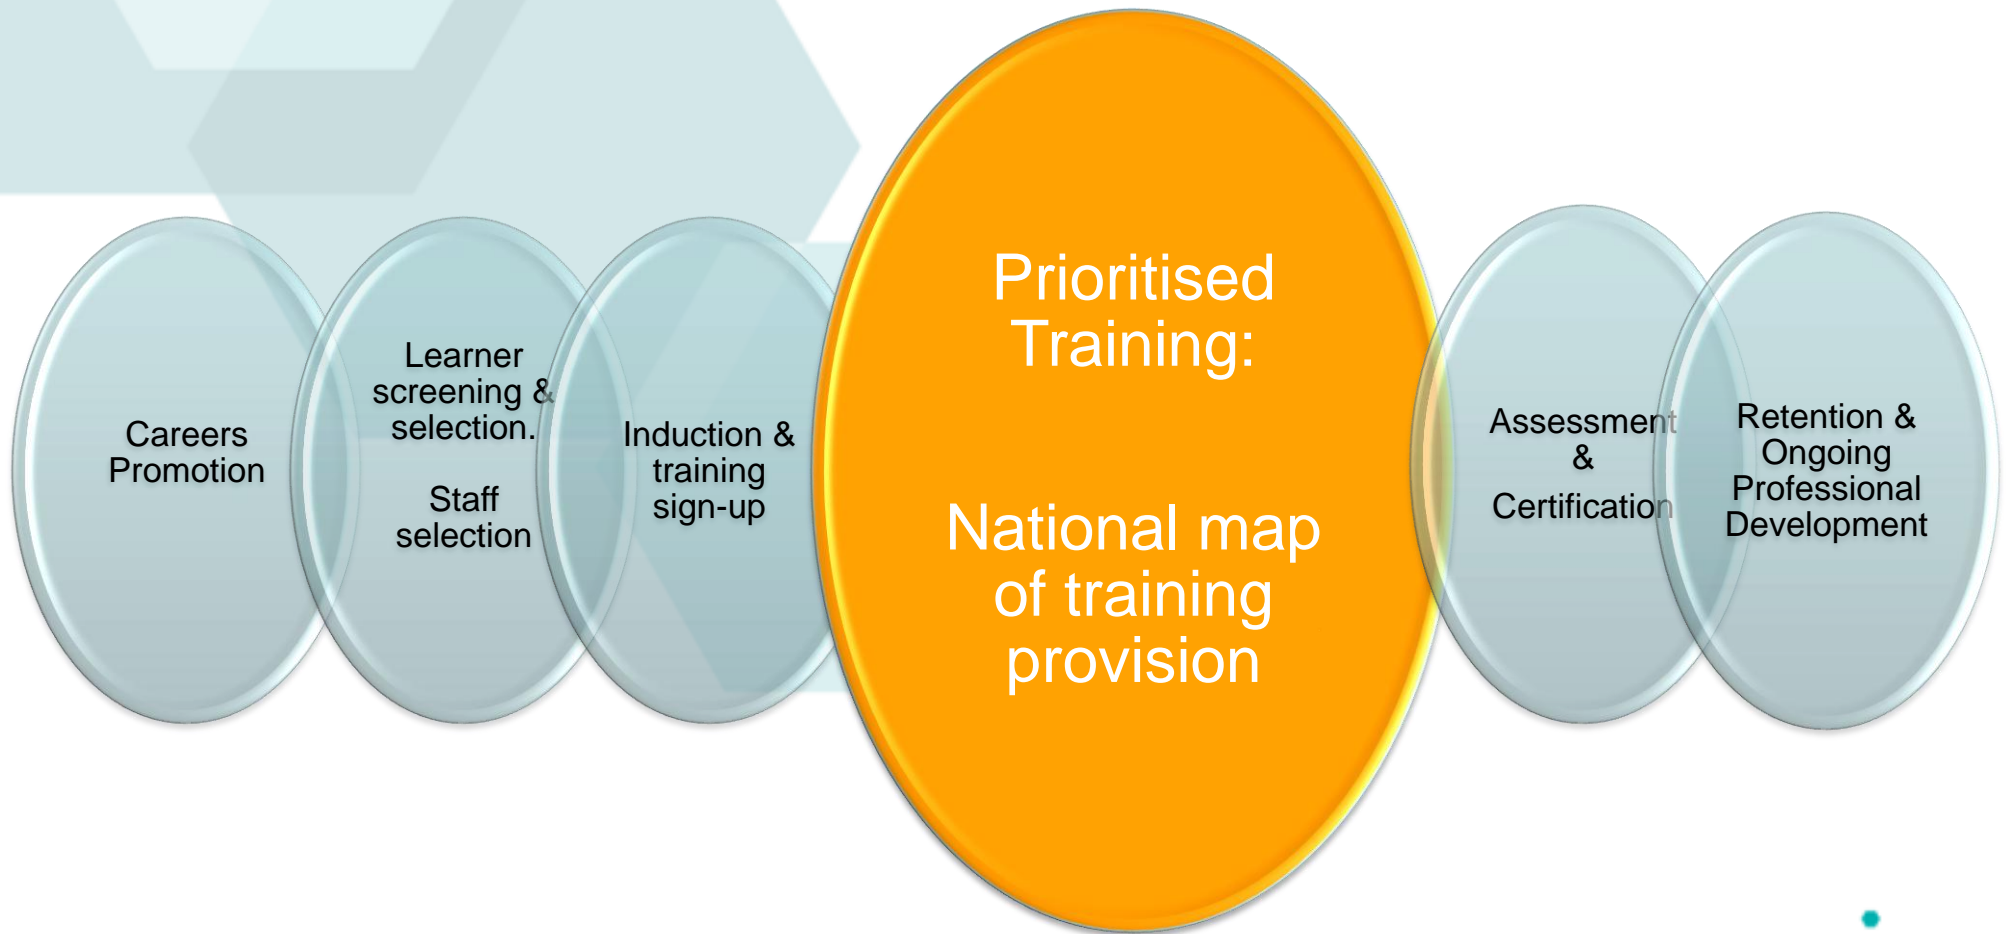 Careers
Promotion
Learner
screening &
selection.
Staff
selection
Induction &
training
sign-up
Prioritised
Training:
National map
of training
provision
Assessment
&
Certification
Retention &
Ongoing
Professional
Development